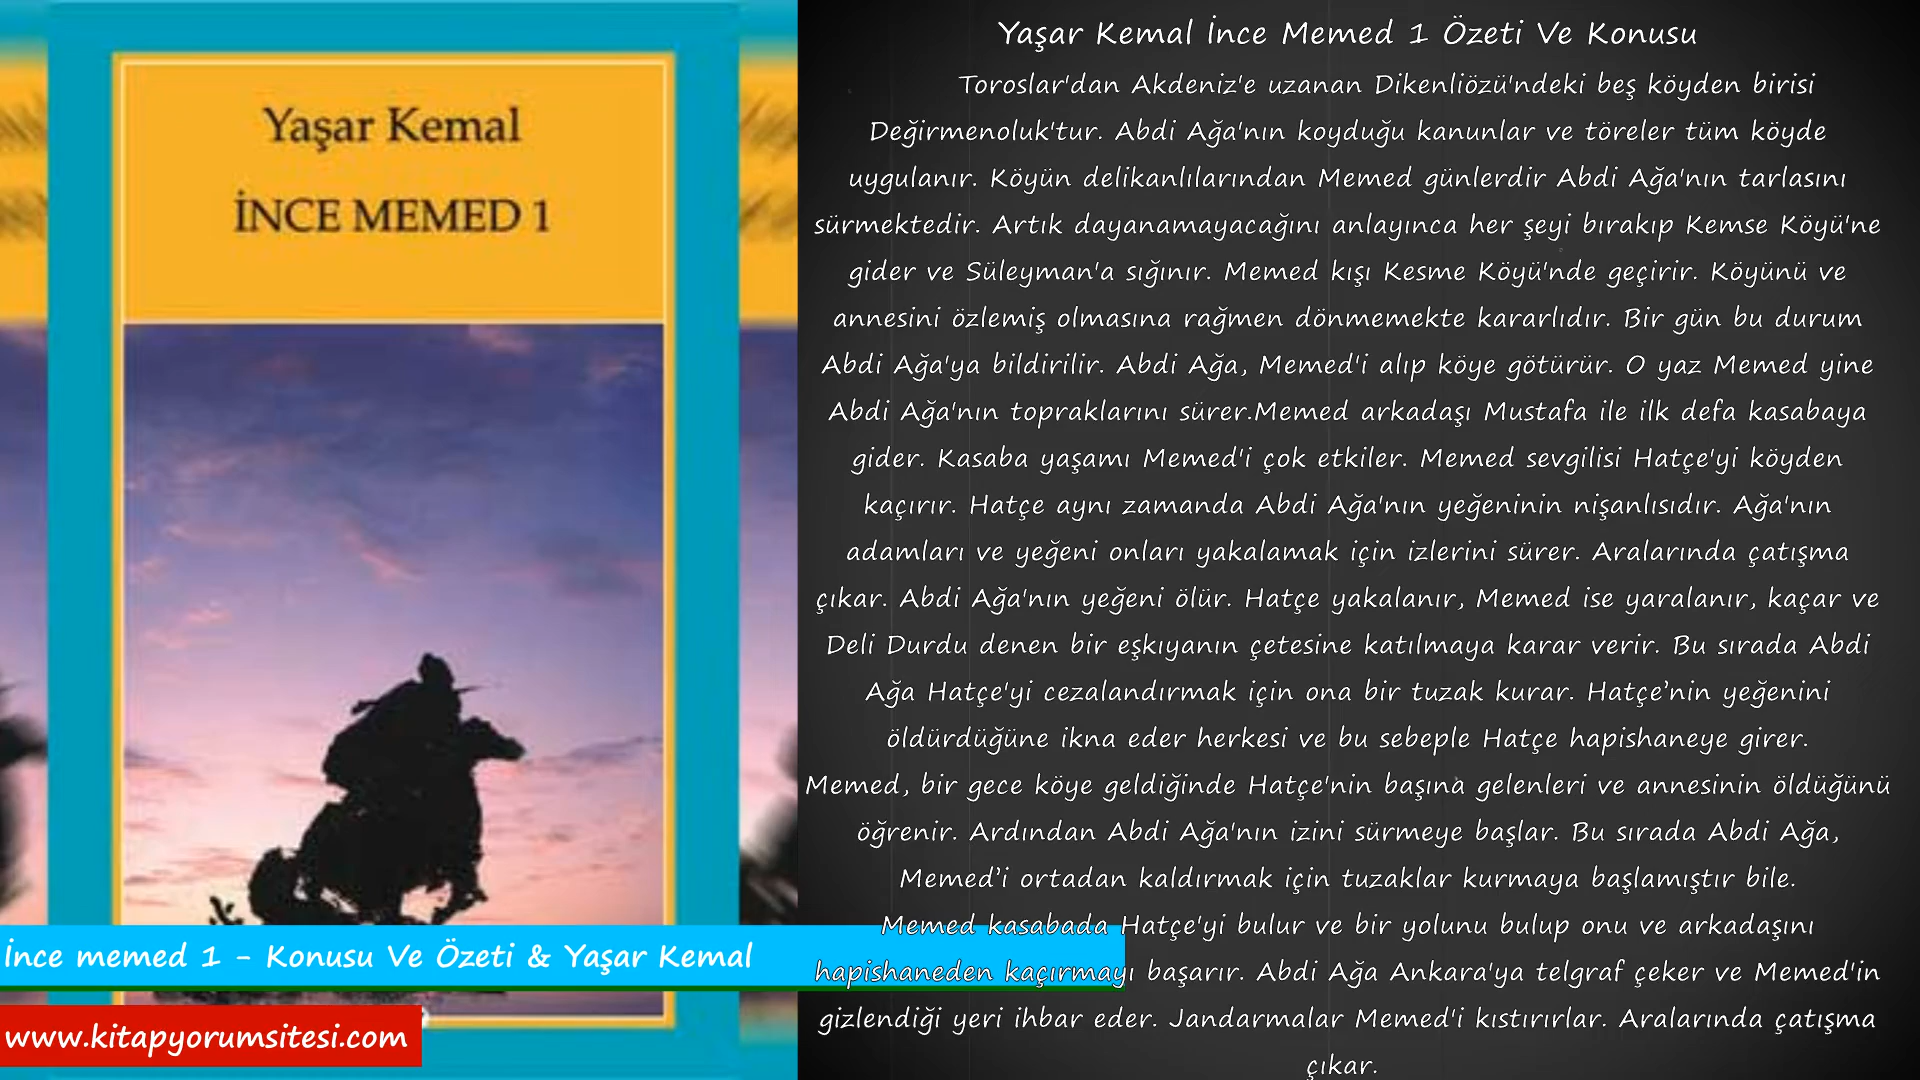 Yaşar Kemal
İNCE MEMED 1
İnce memed 1 - Konusu Ve Özeti & Yaşar Kemal
www.kitapyorumsitesi.com
Yaşar Kemal İnce Memed 1 Özeti Ve Konusu
Toroslar'dan Akdeniz'e uzanan Dikenliözü'ndeki beş köyden birisi
Değirmenoluk'tur. Abdi Ağa'nın koyduğu kanunlar ve töreler tüm köyde
uygulanır. Köyün delikanlılarından Memed günlerdir Abdi Ağa'nın tarlasını
sürmektedir. Artık dayanamayacağını anlayınca her şeyi bırakıp Kemse Köyü'ne
gider ve Süleyman'a sığınır. Memed kışı Kesme Köyü'nde geçirir. Köyünü ve
annesini özlemiş olmasına rağmen dönmemekte kararlıdır. Bir gün bu durum
Abdi Ağa'ya bildirilir. Abdi Ağa, Memed'i alıp köye götürür. O yaz Memed yine
Abdi Ağa'nın topraklarını sürer.Memed arkadaşı Mustafa ile ilk defa kasabaya
gider. Kasaba yaşamı Memed'i çok etkiler. Memed sevgilisi Hatçe'yi köyden
kaçırır. Hatçe aynı zamanda Abdi Ağa'nın yeğeninin nişanlısıdır. Ağa'nın
adamları ve yeğeni onları yakalamak için izlerini sürer. Aralarında çatışma
çıkar. Abdi Ağa'nın yeğeni ölür. Hatçe yakalanır, Memed ise yaralanır, kaçar ve
Deli Durdu denen bir eşkıyanın çetesine katılmaya karar verir. Bu sırada Abdi
Ağa Hatçe'yi cezalandırmak için ona bir tuzak kurar. Hatçe’nin yeğenini
öldürdüğüne ikna eder herkesi ve bu sebeple Hatçe hapishaneye girer.
Memed, bir gece köye geldiğinde Hatçe'nin başına gelenleri ve annesinin öldüğünü
öğrenir. Ardından Abdi Ağa'nın izini sürmeye başlar. Bu sırada Abdi Ağa,
Memed’i ortadan kaldırmak için tuzaklar kurmaya başlamıştır bile.
Memed kasabada Hatçe'yi bulur ve bir yolunu bulup onu ve arkadaşını
hapishaneden kaçırmayı başarır. Abdi Ağa Ankara'ya telgraf çeker ve Memed'in
gizlendiği yeri ihbar eder. Jandarmalar Memed'i kıstırırlar. Aralarında çatışma
çıkar.